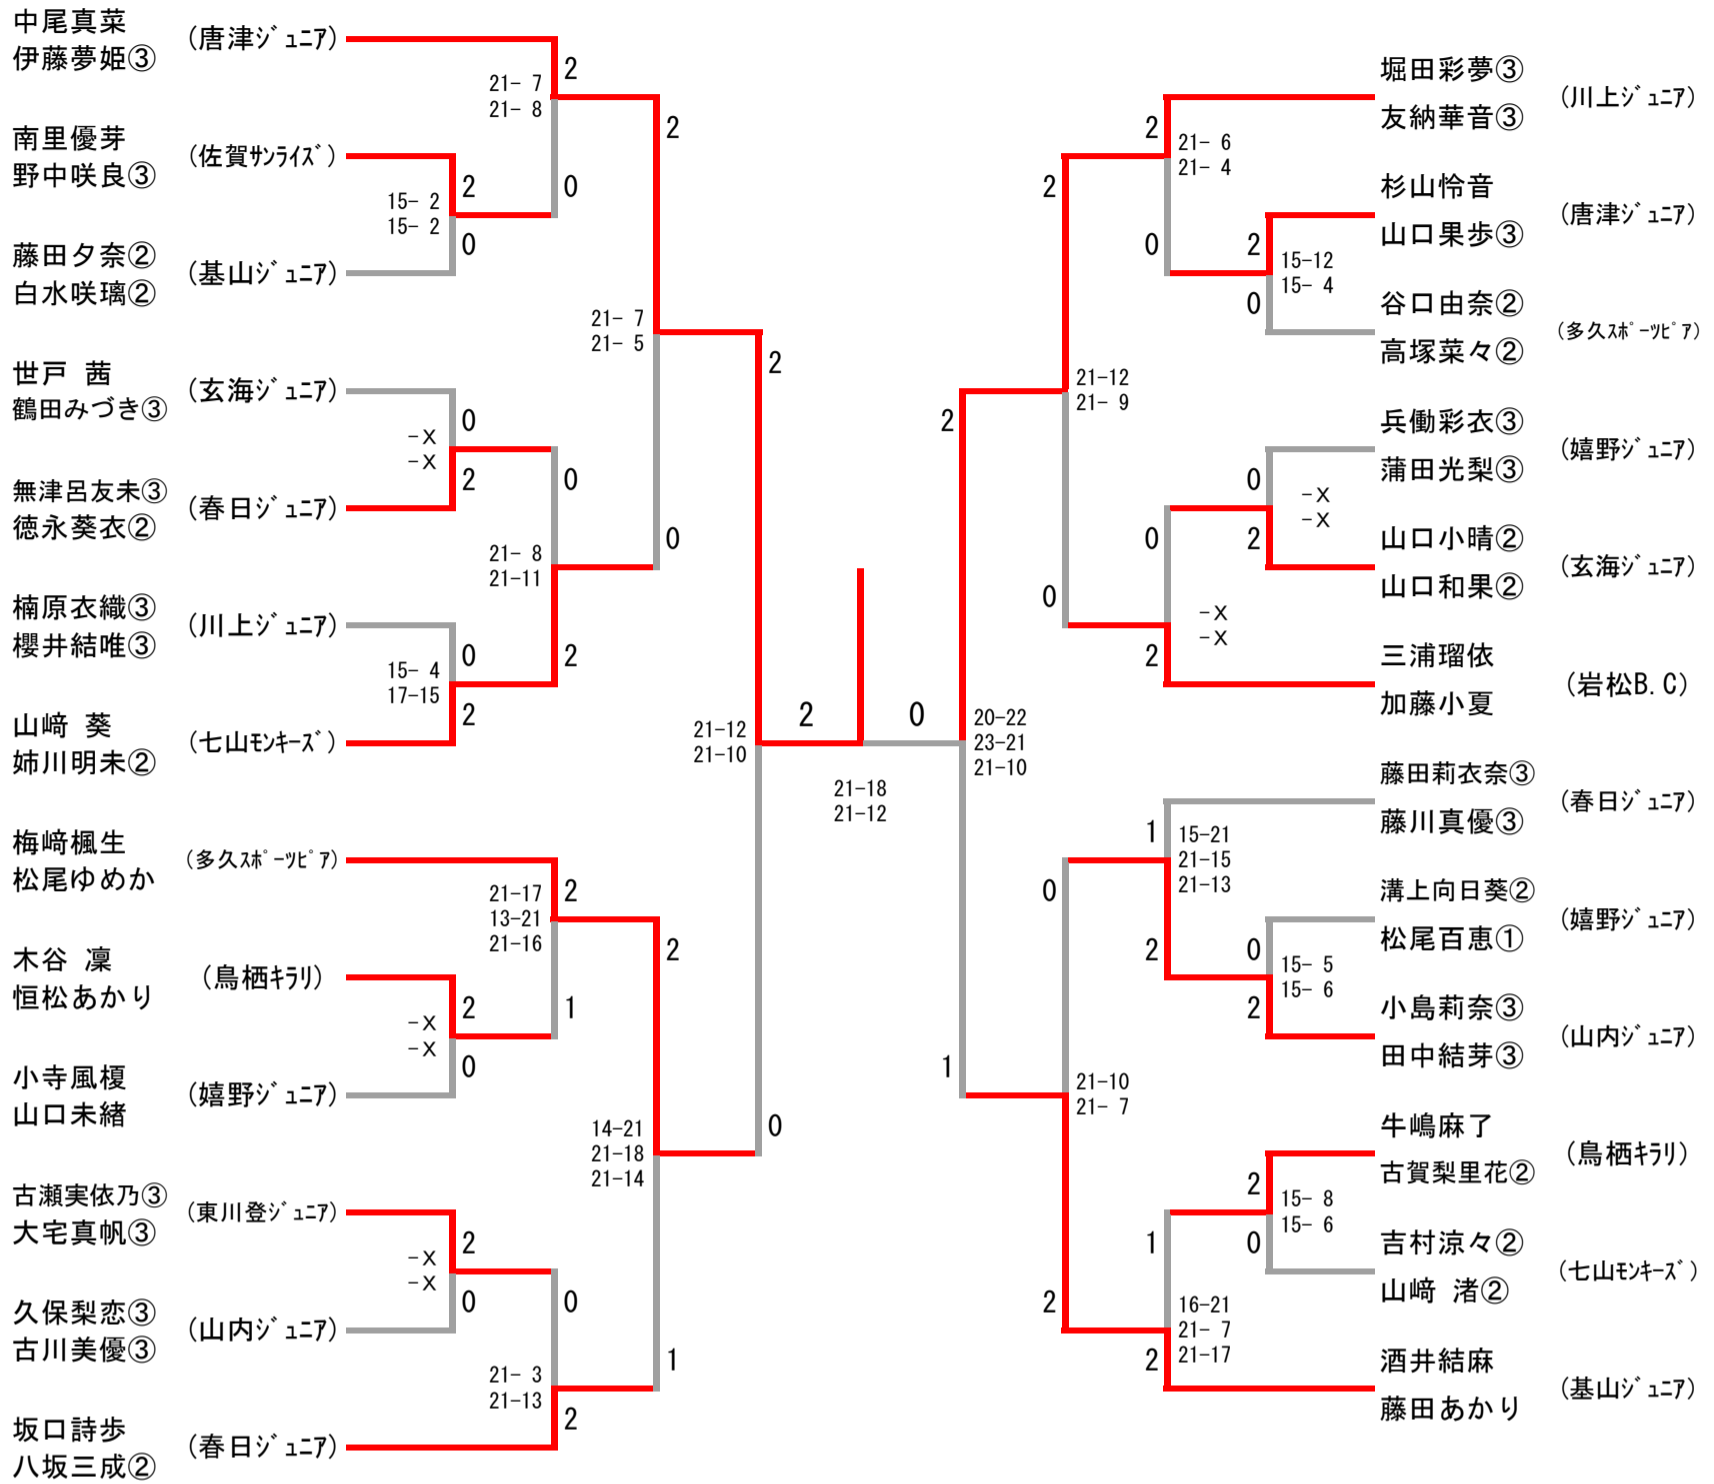 中尾真菜
伊藤夢姫③
(唐津ｼﾞｭﾆｱ)
2
21- 7
21- 8
2
南里優芽
野中咲良③
(佐賀ｻﾝﾗｲｽﾞ)
2
0
15- 2
15- 2
0
藤田夕奈②
白水咲璃②
(基山ｼﾞｭﾆｱ)
21- 7
21- 5
2
世戸 茜
鶴田みづき③
(玄海ｼﾞｭﾆｱ)
0
-X
-X
2
0
無津呂友未③
徳永葵衣②
(春日ｼﾞｭﾆｱ)
0
21- 8
21-11
楠原衣織③
櫻井結唯③
(川上ｼﾞｭﾆｱ)
0
2
15- 4
17-15
2
山﨑 葵
姉川明未②
(七山ﾓﾝｷｰｽﾞ)
21-12
21-10
2
0
21-18
21-12
梅﨑楓生
松尾ゆめか
(多久ｽﾎﾟｰﾂﾋﾟｱ)
2
21-17
13-21
21-16
2
木谷 凜
恒松あかり
(鳥栖ｷﾗﾘ)
2
1
-X
-X
0
小寺風榎
山口未緒
(嬉野ｼﾞｭﾆｱ)
14-21
21-18
21-14
0
古瀬実依乃③
大宅真帆③
(東川登ｼﾞｭﾆｱ)
2
-X
-X
0
0
久保梨恋③
古川美優③
(山内ｼﾞｭﾆｱ)
1
21- 3
21-13
2
坂口詩歩
八坂三成②
(春日ｼﾞｭﾆｱ)
堀田彩夢③
友納華音③
(川上ｼﾞｭﾆｱ)
2
21- 6
21- 4
2
杉山怜音
山口果歩③
(唐津ｼﾞｭﾆｱ)
0
2
15-12
15- 4
0
谷口由奈②
高塚菜々②
(多久ｽﾎﾟｰﾂﾋﾟｱ)
21-12
21- 9
2
兵働彩衣③
蒲田光梨③
(嬉野ｼﾞｭﾆｱ)
0
-X
-X
0
2
山口小晴②
山口和果②
(玄海ｼﾞｭﾆｱ)
0
-X
-X
2
三浦瑠依
加藤小夏
(岩松B.C)
20-22
23-21
21-10
藤田莉衣奈③
藤川真優③
(春日ｼﾞｭﾆｱ)
1
15-21
21-15
21-13
0
溝上向日葵②
松尾百恵①
(嬉野ｼﾞｭﾆｱ)
2
0
15- 5
15- 6
2
小島莉奈③
田中結芽③
(山内ｼﾞｭﾆｱ)
1
21-10
21- 7
牛嶋麻了
古賀梨里花②
(鳥栖ｷﾗﾘ)
2
15- 8
15- 6
1
0
吉村涼々②
山﨑 渚②
(七山ﾓﾝｷｰｽﾞ)
2
16-21
21- 7
21-17
2
酒井結麻
藤田あかり
(基山ｼﾞｭﾆｱ)